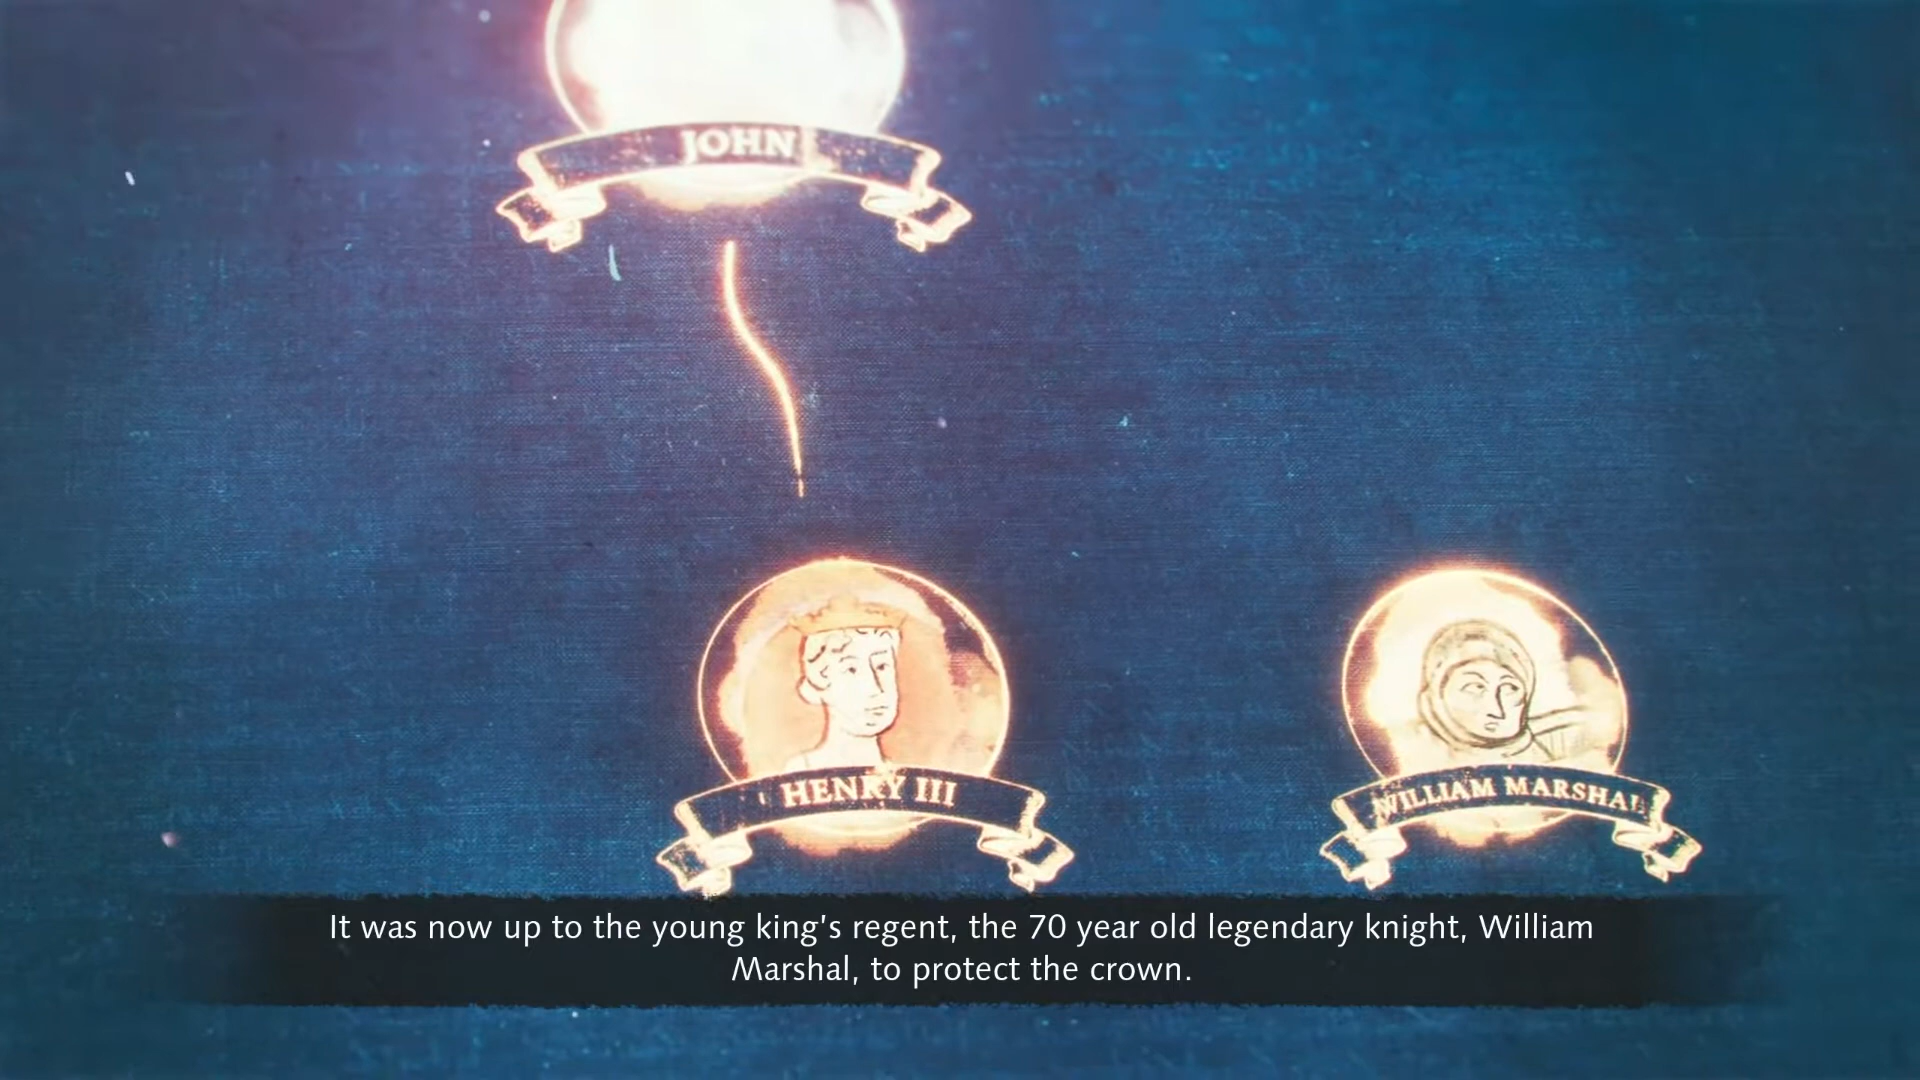 JOHN
HENRY III
WILLIAM MARSHAL
It was now up to the young king's regent, the 70 year old legendary knight, William
Marshal, to protect the crown.